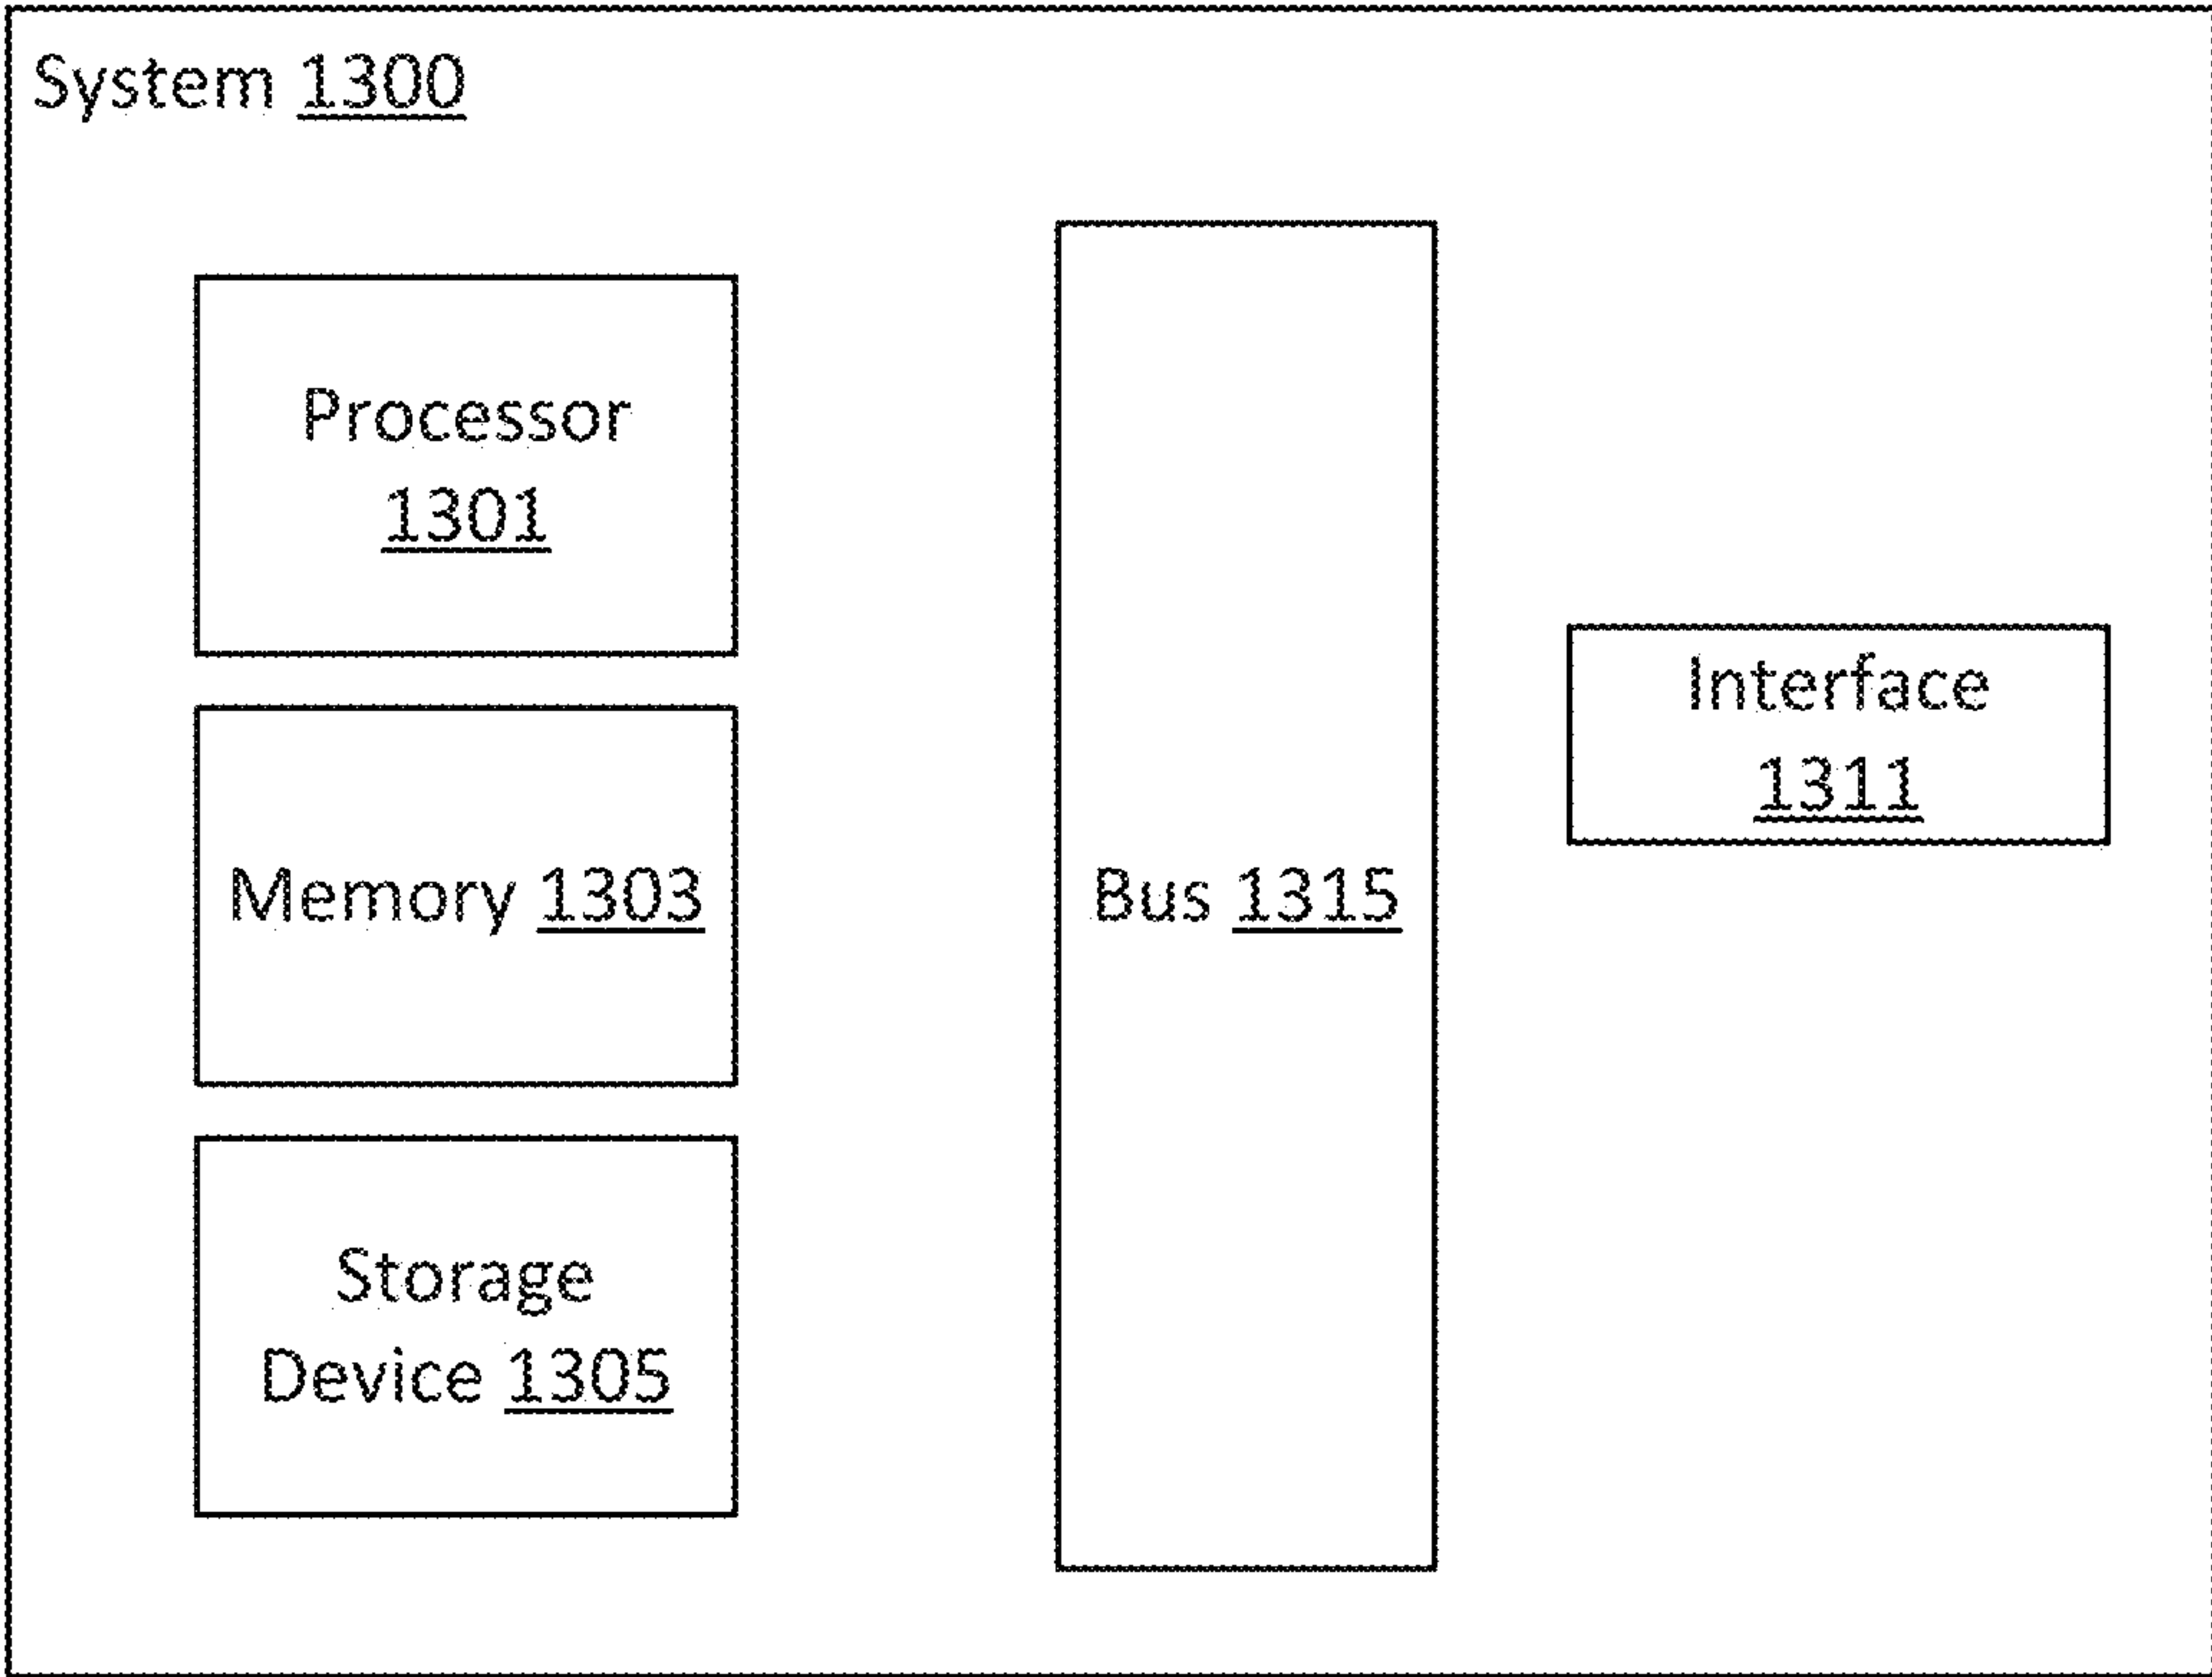 System 1300
Processor
1301
Memory 1303
Storage
Device 1305
Bus 1315
Interface
1311